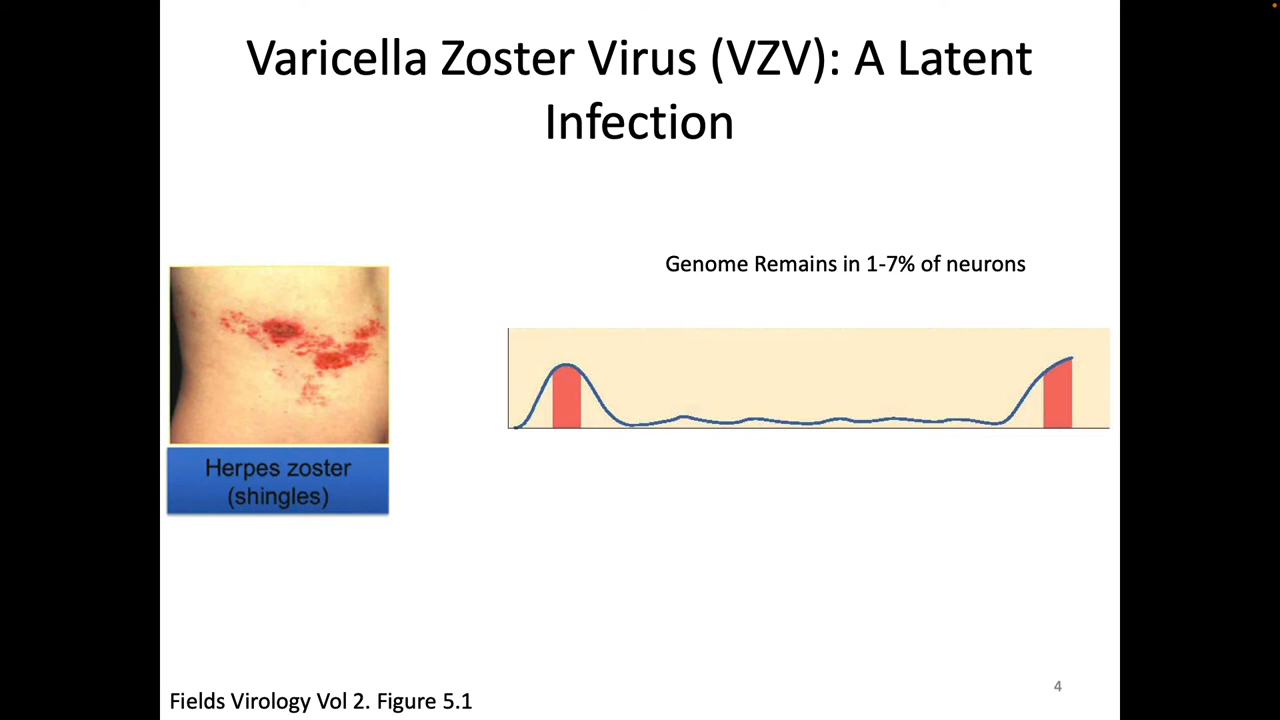 Varicella Zoster Virus (VZV): A Latent
Infection
Genome Remains in 1-7% of neurons
Herpes zoster
(shingles)
Fields Virology Vol 2. Figure 5.1
4